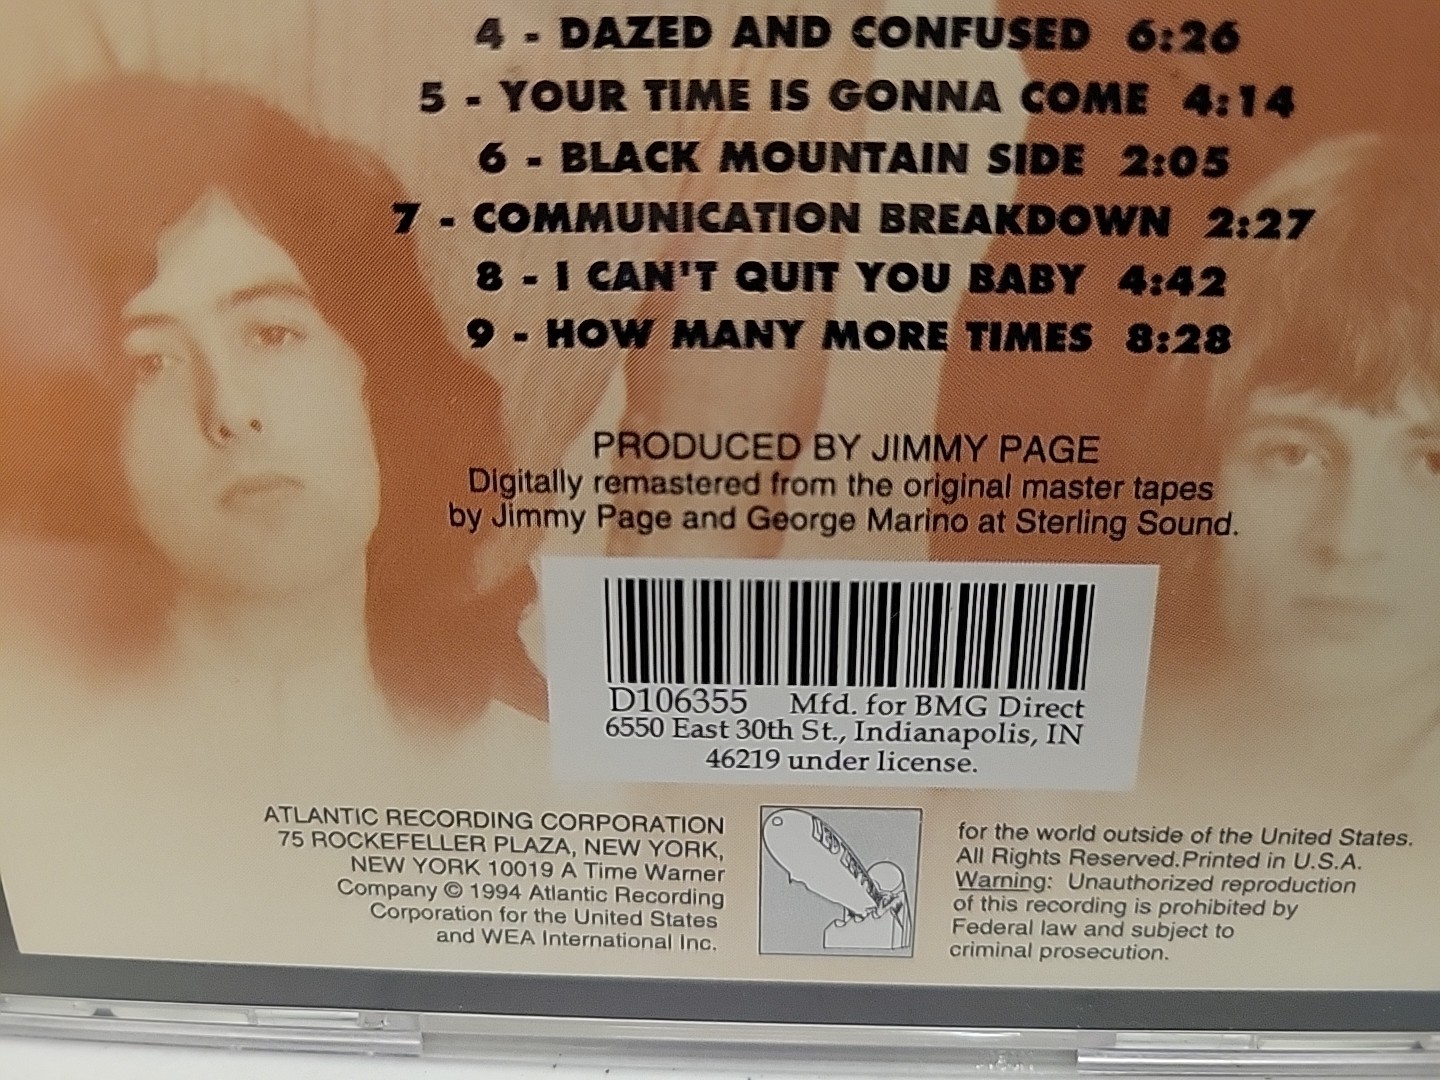 4 - DAZED AND CONFUSED 6:26
5 - YOUR TIME IS GONNA COME 4:14
6 - BLACK MOUNTAIN SIDE 2:05
7 - COMMUNICATION BREAKDOWN 2:27
8 - I CAN'T QUIT YOU BABY 4:42
9 - HOW MANY MORE TIMES 8:28
PRODUCED BY JIMMY PAGE
Digitally remastered from the original master tapes
by Jimmy Page and George Marino at Sterling Sound.
D106355 Mfd. for BMG Direct
6550 East 30th St., Indianapolis, IN
46219 under license.
ATLANTIC RECORDING CORPORATION
75 ROCKEFELLER PLAZA, NEW YORK,
NEW YORK 10019 A Time Warner
Company © 1994 Atlantic Recording
Corporation for the United States
and WEA International Inc.
LED ZEPPELIN
for the world outside of the United States.
All Rights Reserved.Printed in U.S.A.
Warning: Unauthorized reproduction
of this recording is prohibited by
Federal law and subject to
criminal prosecution.